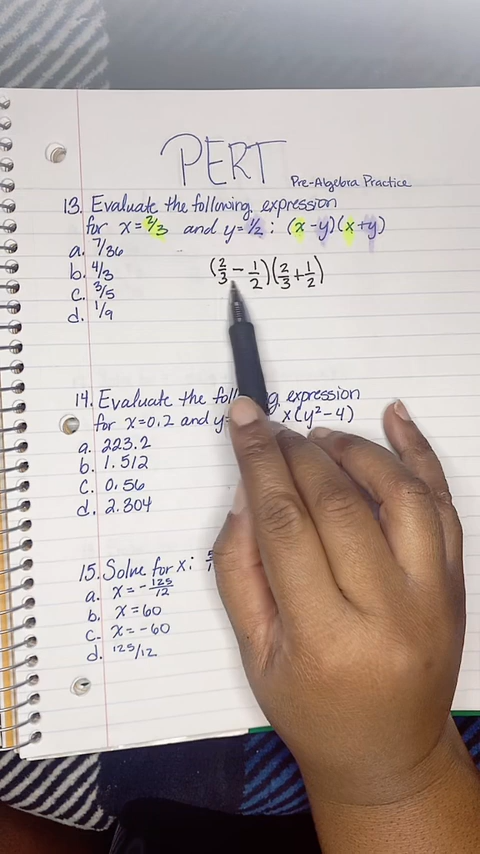 PERT
Pre-Algebra Practice
13. Evaluate the following expression
for x = 2/3 and y = 1/2 : (x-y)(x+y)
a. 7/36
b. 4/3
c. 3/5
d. 1/9
(2/3 - 1/2)(2/3 + 1/2)
14. Evaluate the expression
for x=0.2 and y= x(y²-4)
a. 223.2
b. 1.512
c. 0.56
d. 2.304
15. Solve for x:
a. x = - 125/12
b. x = 60
c. x = -60
d. 125/12